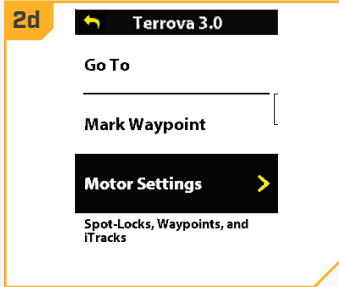 2d
Terrova 3.0
Go To
Mark Waypoint
Motor Settings
Spot-Locks, Waypoints, and
iTracks